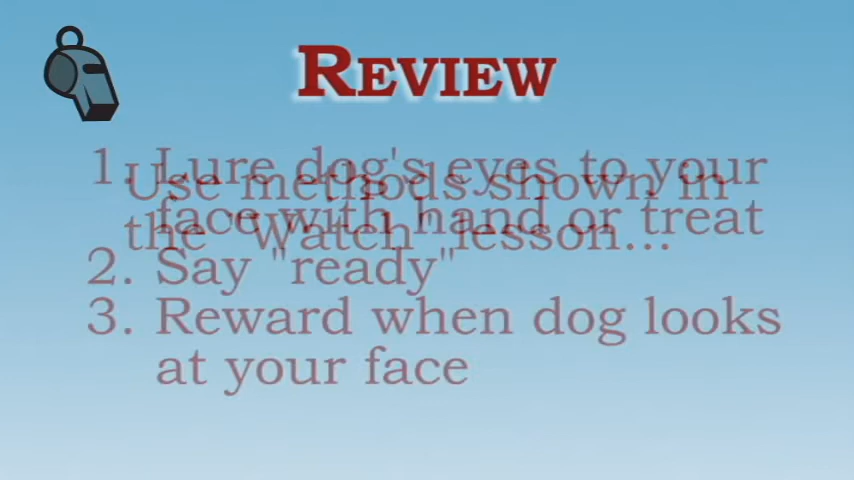 REVIEW
Use methods shown in
the "Watch" lesson...
1. Lure dog's eyes to your
face with hand or treat
2. Say "ready"
3. Reward when dog looks
at your face